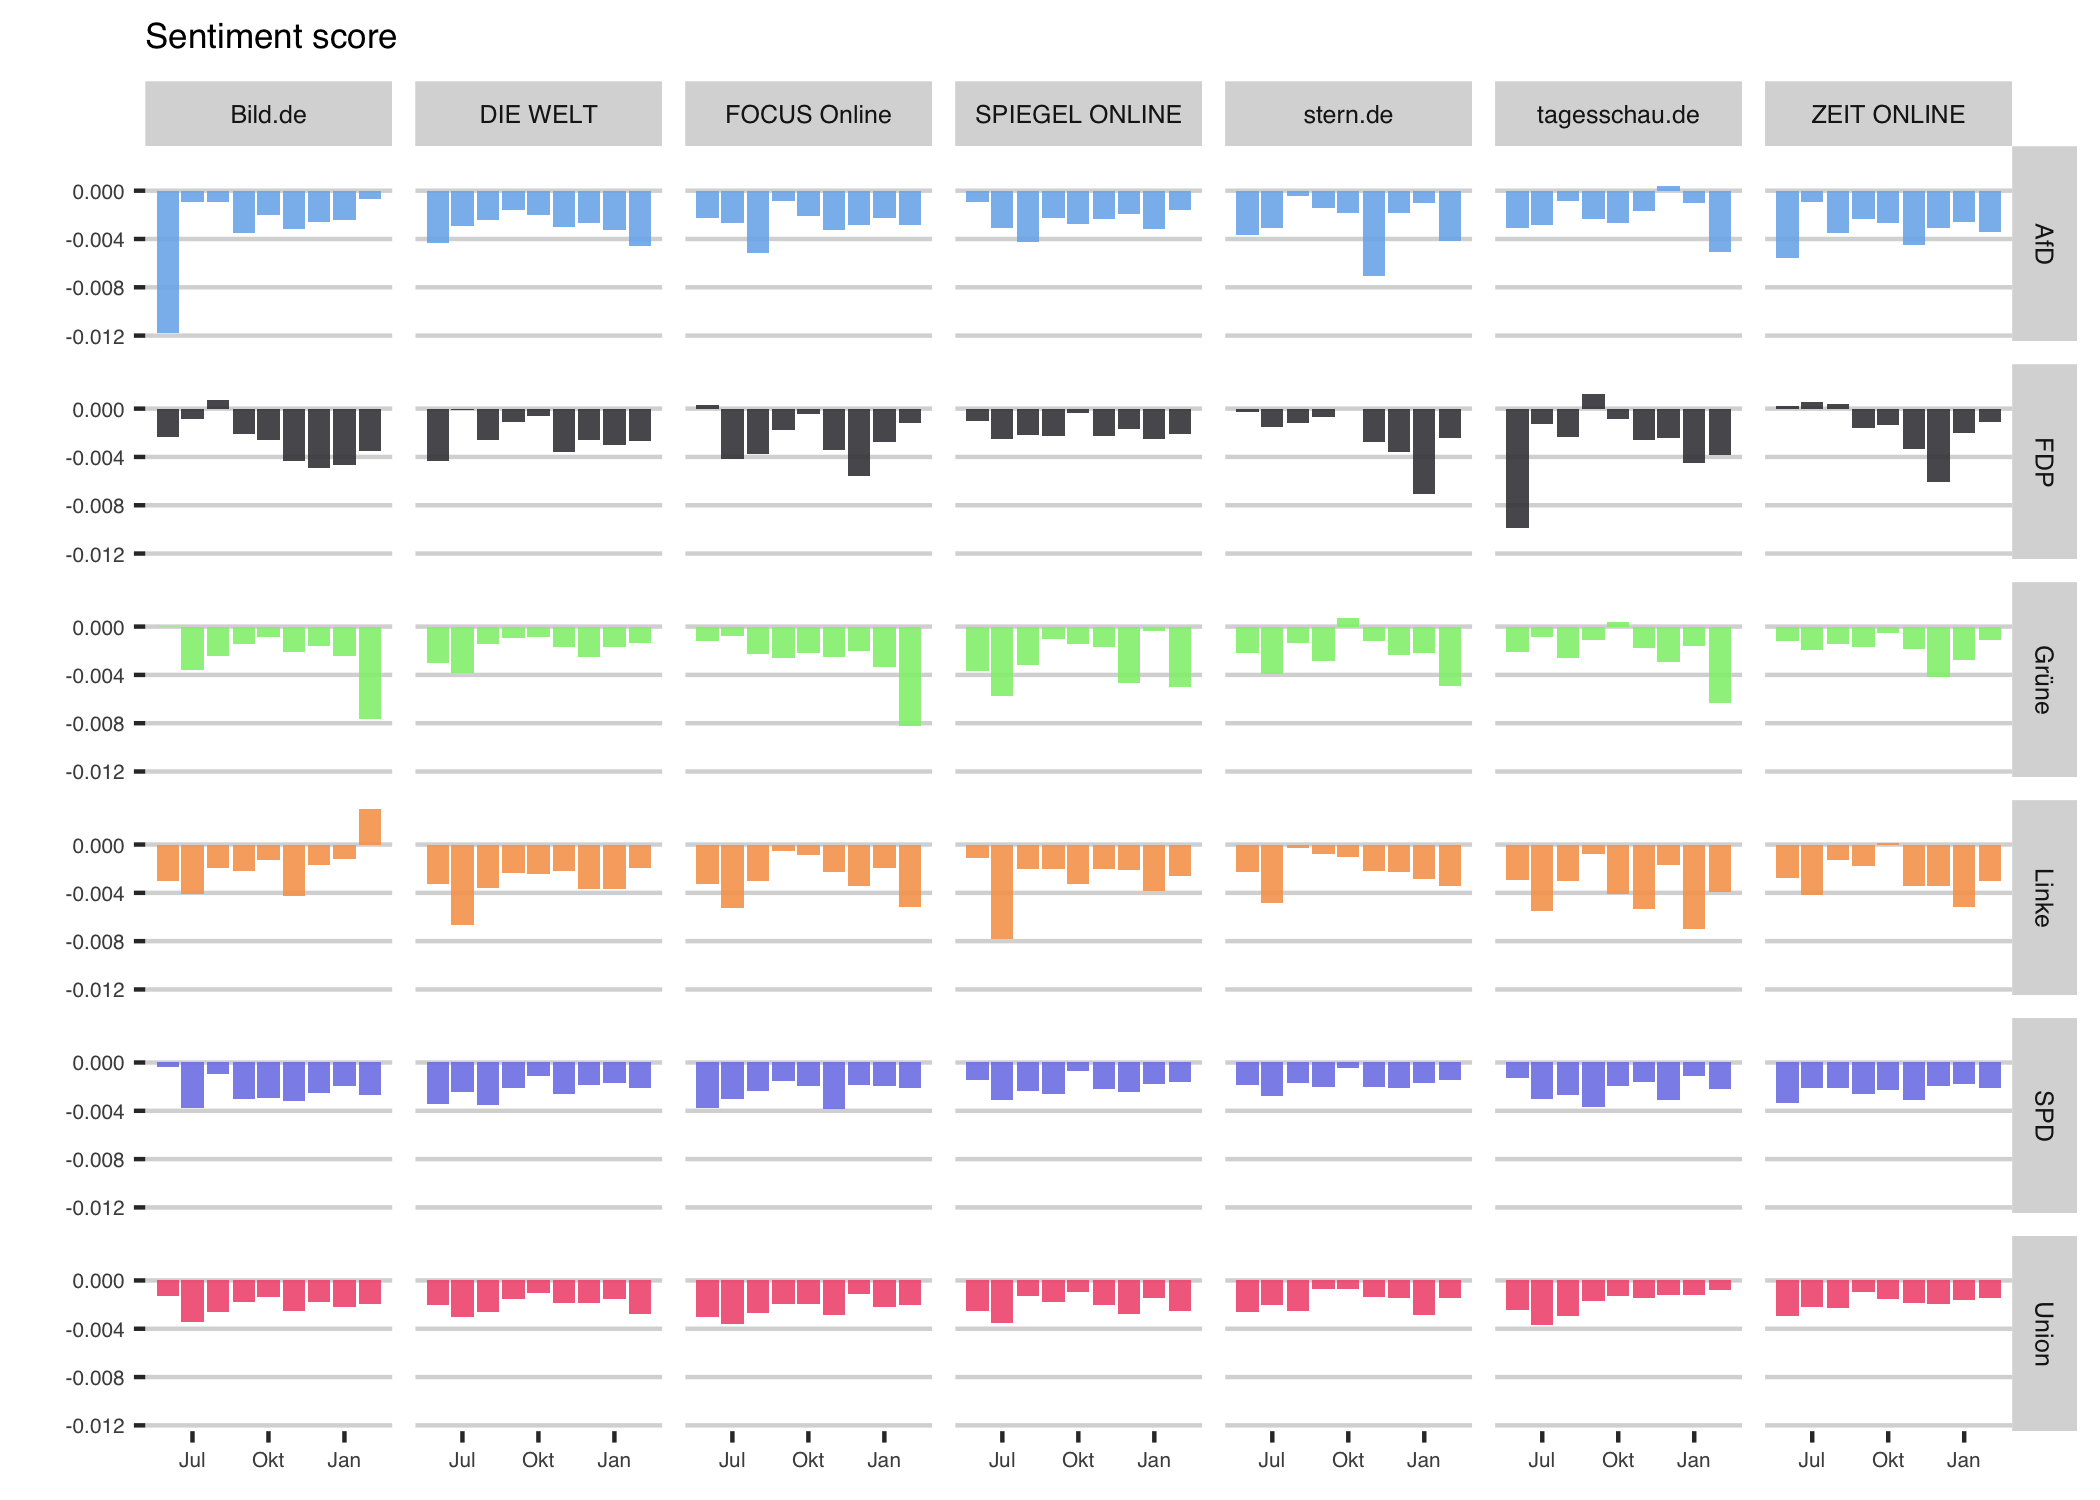 Sentiment score
Bild.de DIE WELT FOCUS Online SPIEGEL ONLINE stern.de tagesschau.de ZEIT ONLINE
0.000
-0.004
-0.008
-0.012
AfD
0.000
-0.004
-0.008
-0.012
FDP
0.000
-0.004
-0.008
-0.012
Grüne
0.000
-0.004
-0.008
-0.012
Linke
0.000
-0.004
-0.008
-0.012
SPD
0.000
-0.004
-0.008
-0.012
Union
Jul Okt Jan Jul Okt Jan Jul Okt Jan Jul Okt Jan Jul Okt Jan Jul Okt Jan Jul Okt Jan